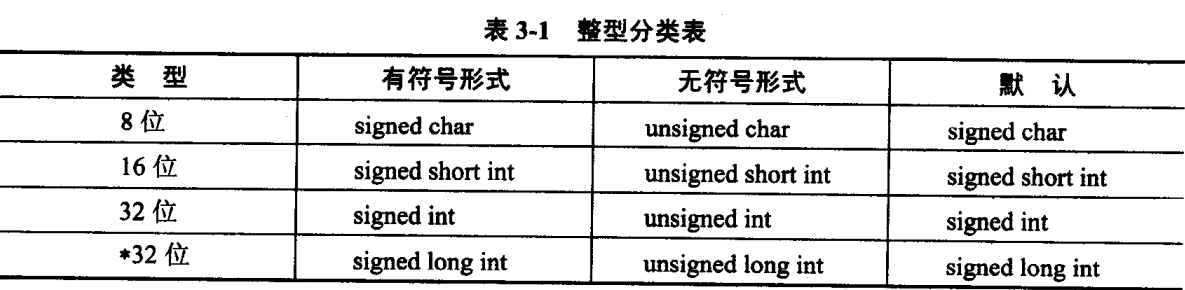 表 3-1 整型分类表
类 型 有符号形式 无符号形式 默 认
8 位 signed char unsigned char signed char
16 位 signed short int unsigned short int signed short int
32 位 signed int unsigned int signed int
*32 位 signed long int unsigned long int signed long int